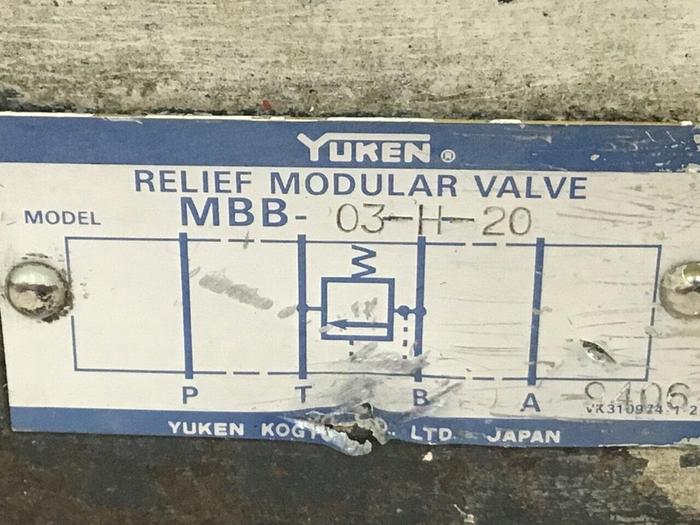 YUKEN ®
RELIEF MODULAR VALVE
MODEL MBB- 03-H-20
P T B A
9406
YUKEN LTD. JAPAN